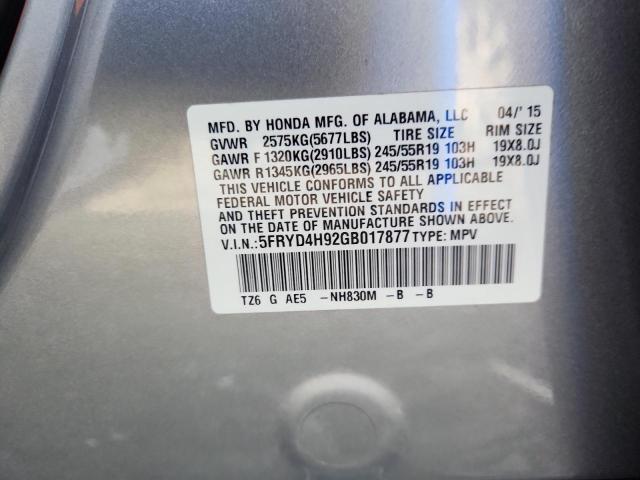 MFD. BY HONDA MFG. OF ALABAMA, LLC 04/'15
GVWR 2575KG(5677LBS) TIRE SIZE RIM SIZE
GAWR F 1320KG(2910LBS) 245/55R19 103H 19X8.0J
GAWR R1345KG(2965LBS) 245/55R19 103H 19X8.0J
THIS VEHICLE CONFORMS TO ALL APPLICABLE
FEDERAL MOTOR VEHICLE SAFETY
AND THEFT PREVENTION STANDARDS IN EFFECT
ON THE DATE OF MANUFACTURE SHOWN ABOVE.
V.I.N.:5FRYD4H92GB017877 TYPE: MPV
TZ6 G AE5 -NH830M -B -B